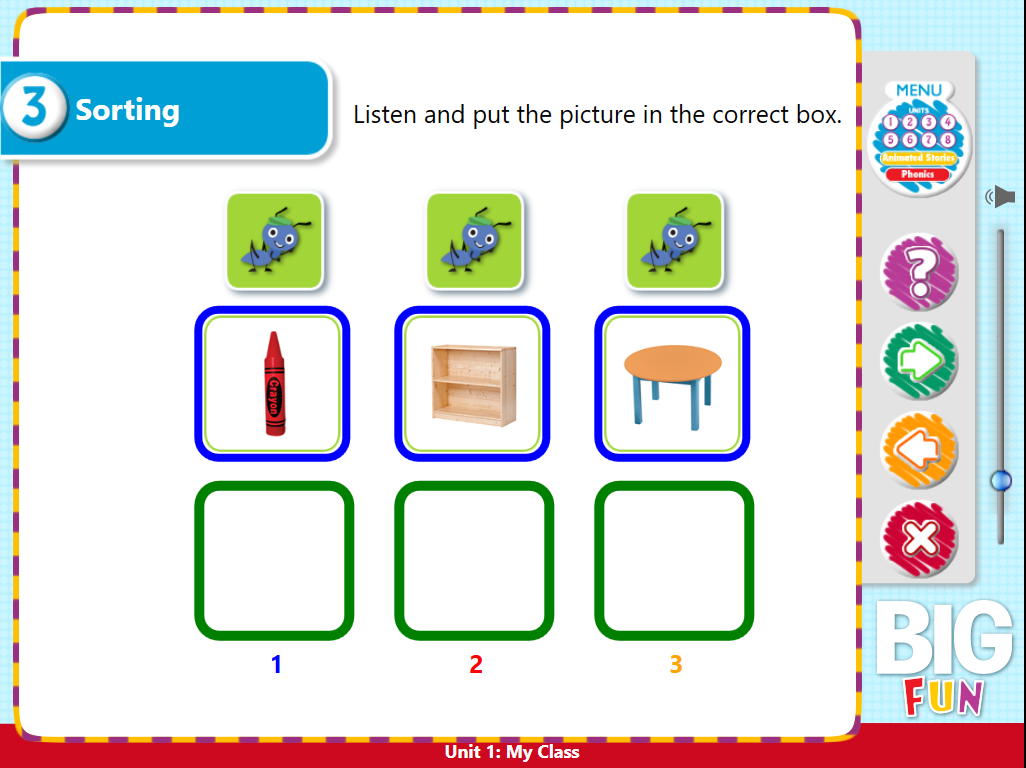 3 Sorting
Listen and put the picture in the correct box.
Crayon
1
2
3
Unit 1: My Class
MENU
UNITS
1 2 3 4
5 6 7 8
Animated Stories
Phonics
?
BIG
FUN